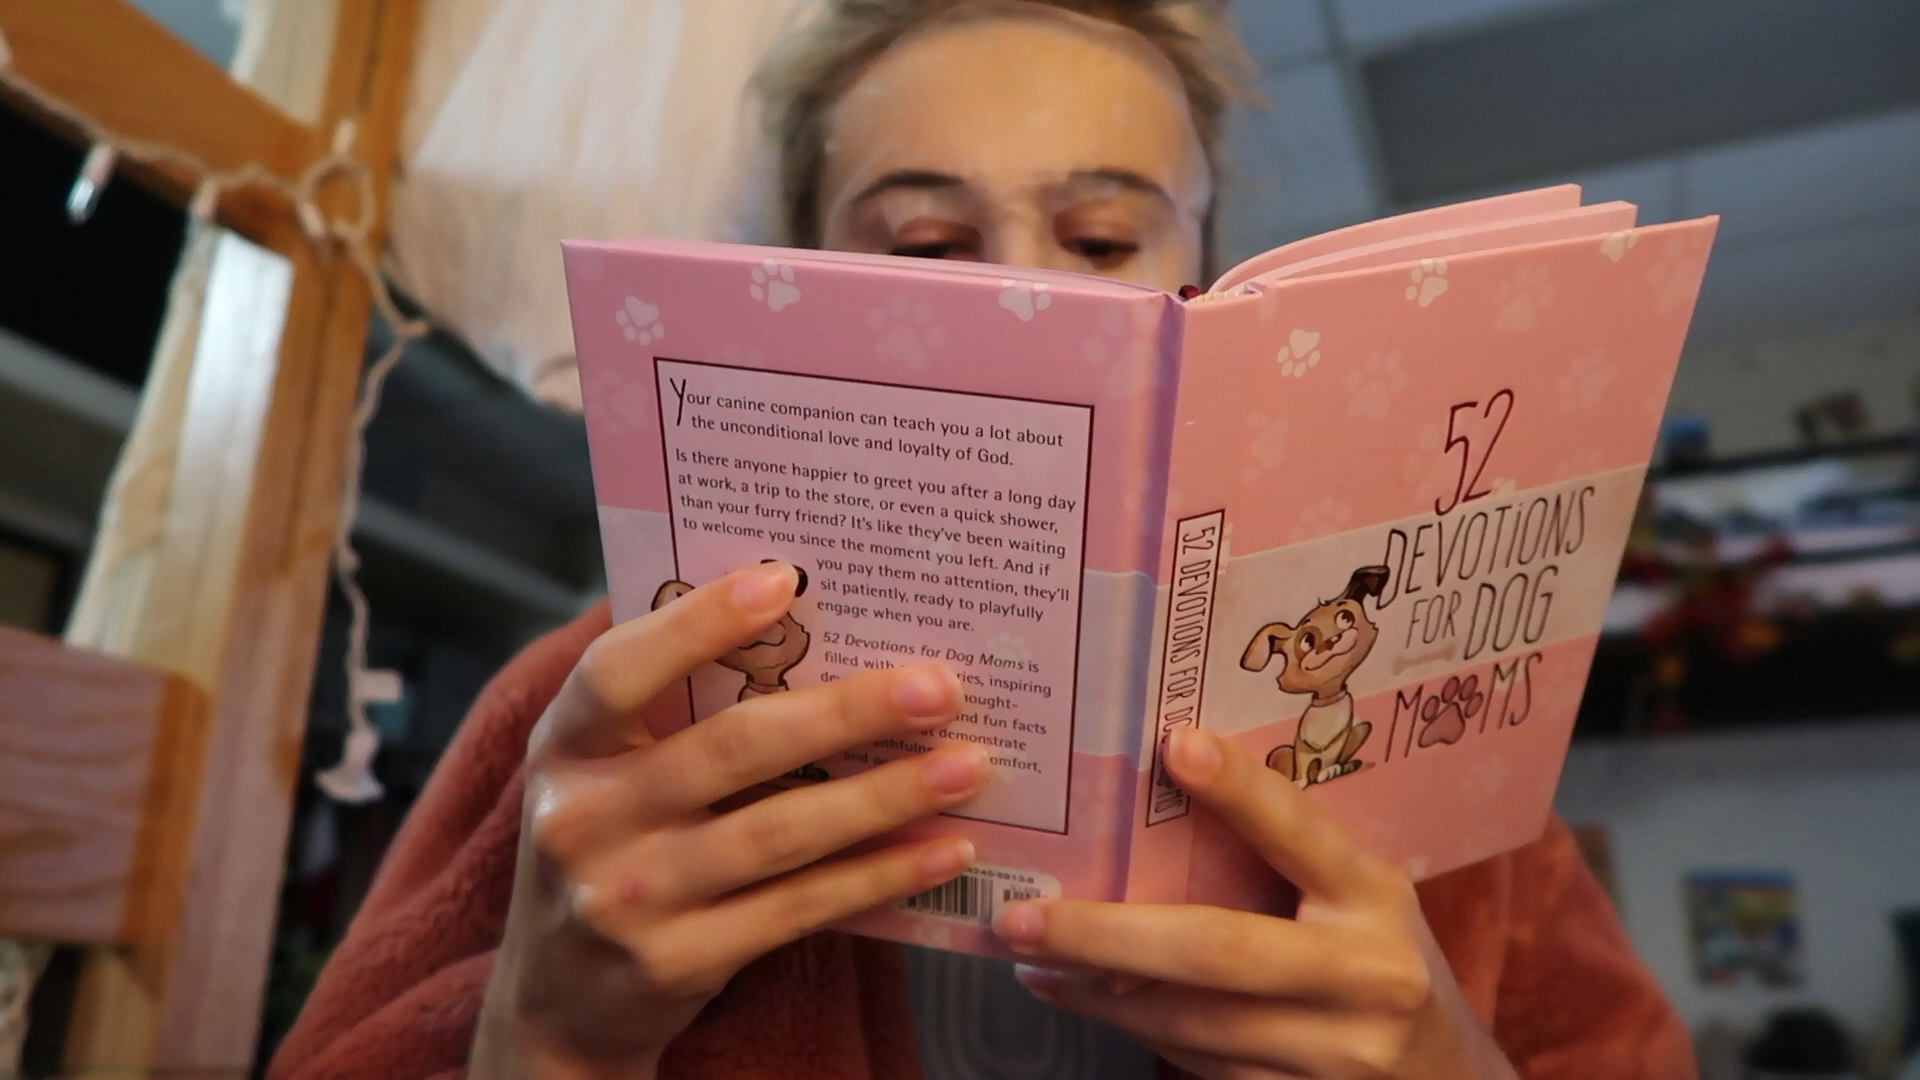 Your canine companion can teach you a lot about
the unconditional love and loyalty of God.
Is there anyone happier to greet you after a long day
at work, a trip to the store, or even a quick shower,
than your furry friend? It's like they've been waiting
to welcome you since the moment you left. And if
you pay them no attention, they'll
sit patiently, ready to playfully
engage when you are.
52 Devotions for Dog Moms is
filled with inspiring
and fun facts
demonstrate
and
52 DEVOTIONS FOR
52
DEVOTIONS
FOR DOG
MOMS